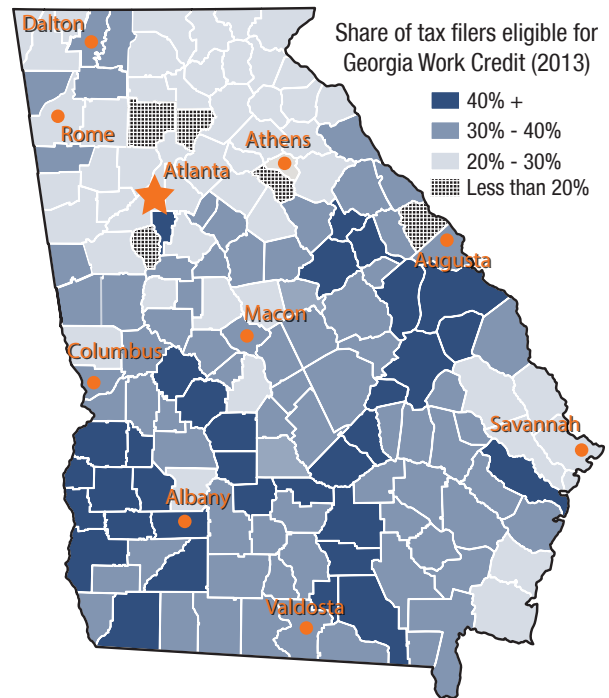 Share of tax filers eligible for
Georgia Work Credit (2013)
40% +
30% - 40%
20% - 30%
Less than 20%
Dalton
Rome
Athens
Atlanta
Augusta
Macon
Columbus
Savannah
Albany
Valdosta